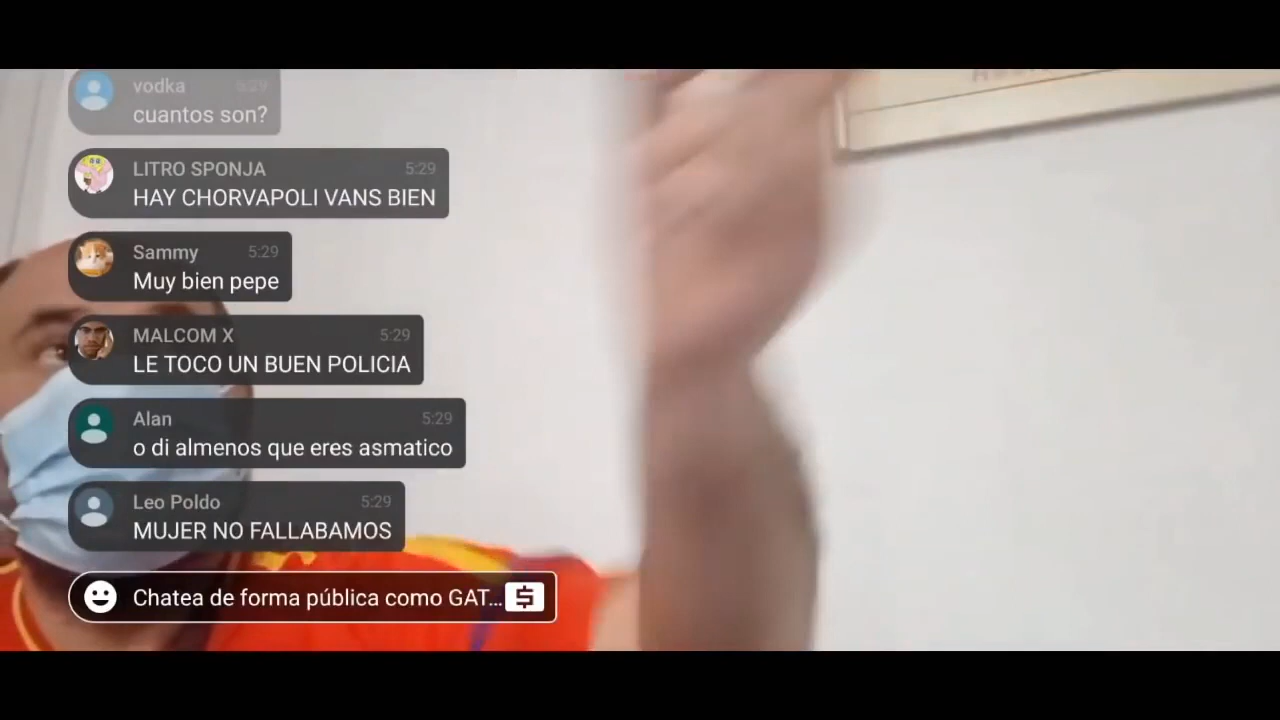 vodka 5:29
cuantos son?
LITRO SPONJA 5:29
HAY CHORVAPOLI VANS BIEN
Sammy 5:29
Muy bien pepe
MALCOM X 5:29
LE TOCO UN BUEN POLICIA
Alan 5:29
o di almenos que eres asmatico
Leo Poldo 5:29
MUJER NO FALLABAMOS
Chatea de forma pública como GAT...